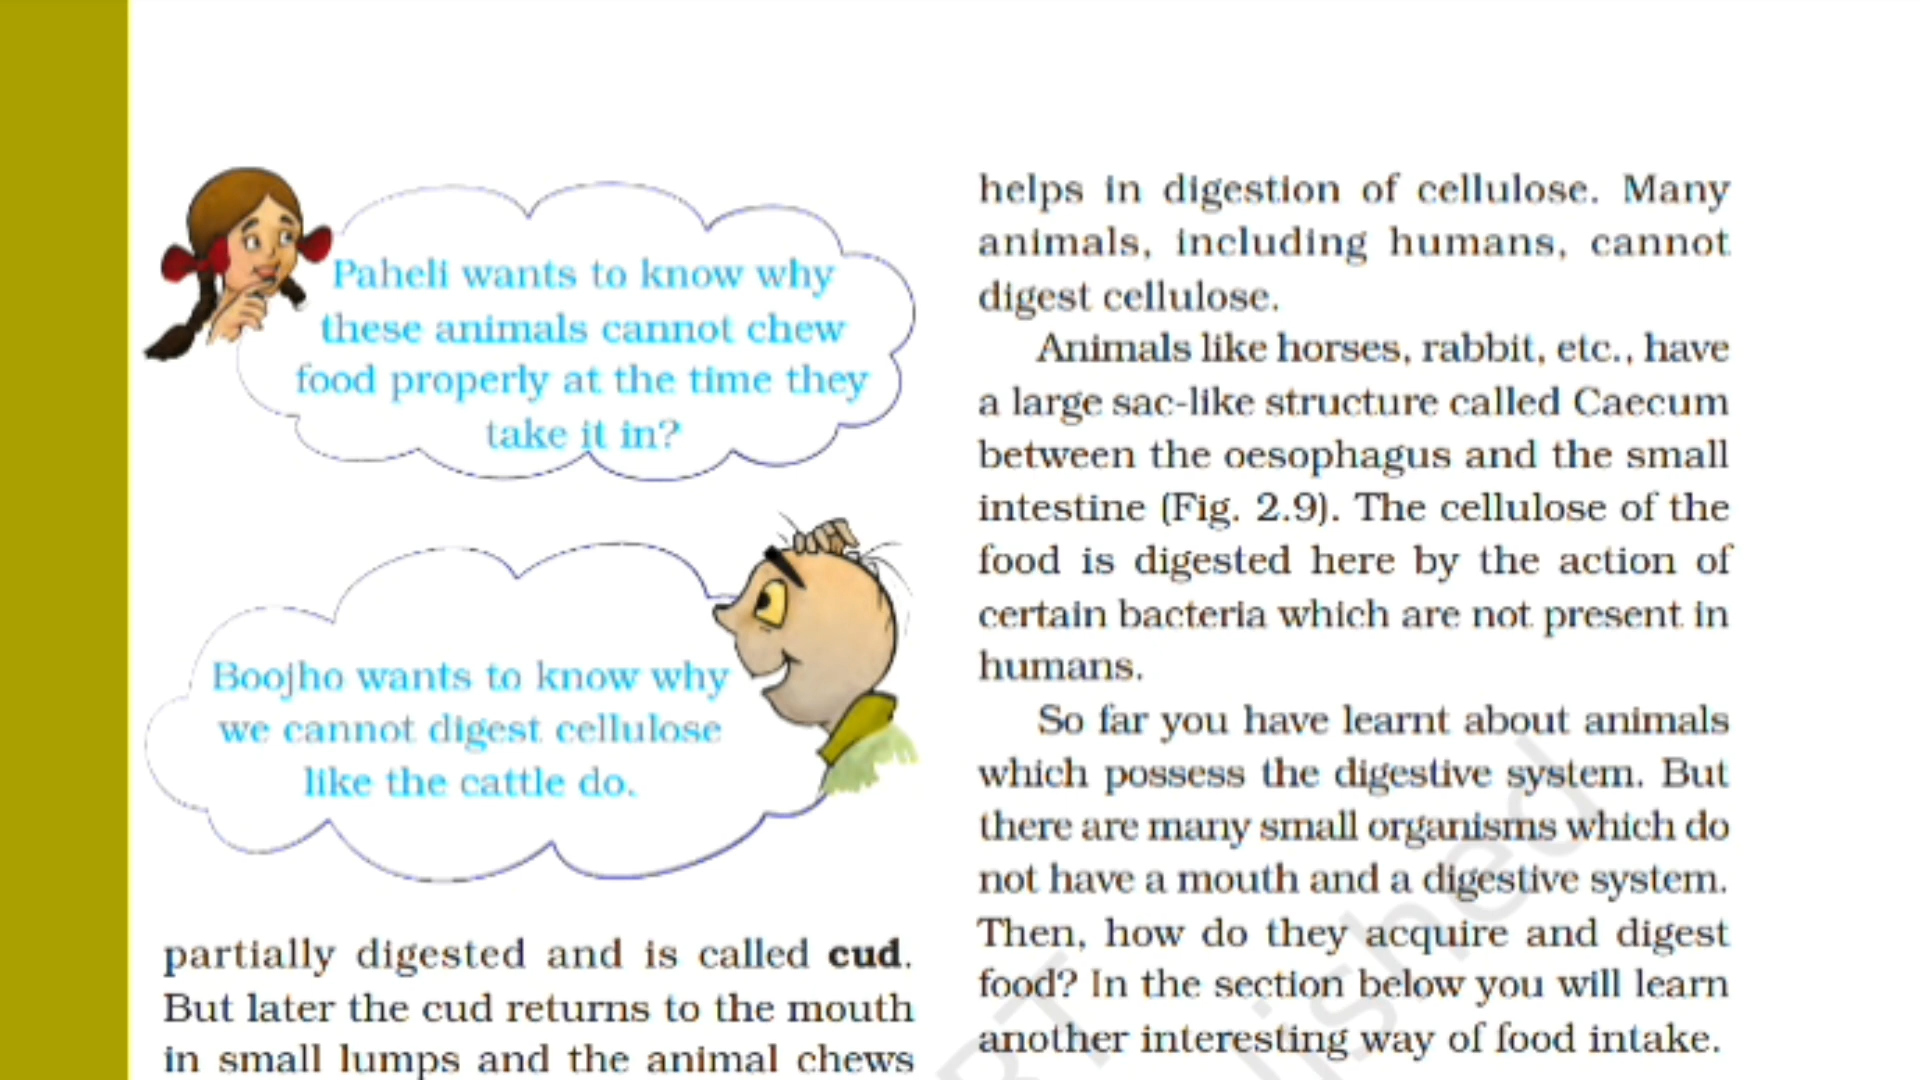 Paheli wants to know why
these animals cannot chew
food properly at the time they
take it in?
Boojho wants to know why
we cannot digest cellulose
like the cattle do.
partially digested and is called cud.
But later the cud returns to the mouth
in small lumps and the animal chews
helps in digestion of cellulose. Many
animals, including humans, cannot
digest cellulose.
Animals like horses, rabbit, etc., have
a large sac-like structure called Caecum
between the oesophagus and the small
intestine (Fig. 2.9). The cellulose of the
food is digested here by the action of
certain bacteria which are not present in
humans.
So far you have learnt about animals
which possess the digestive system. But
there are many small organisms which do
not have a mouth and a digestive system.
Then, how do they acquire and digest
food? In the section below you will learn
another interesting way of food intake.